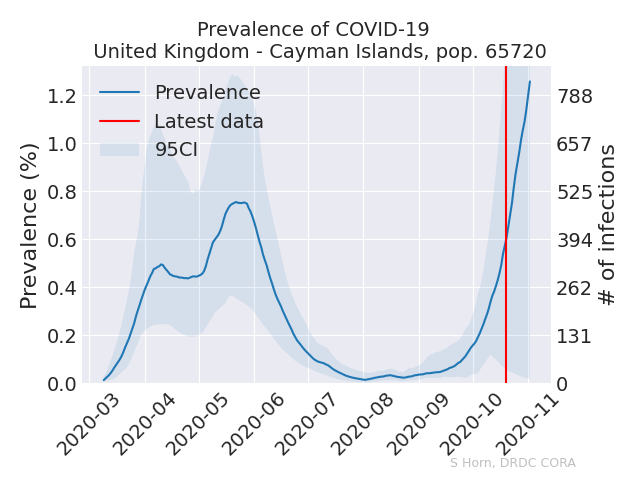 Prevalence of COVID-19
United Kingdom - Cayman Islands, pop. 65720
Prevalence
Latest data
95CI
Prevalence (%)
1.2
1.0
0.8
0.6
0.4
0.2
0.0
788
657
525
394
262
131
0
# of infections
2020-03
2020-04
2020-05
2020-06
2020-07
2020-08
2020-09
2020-10
2020-11
S Horn, DRDC CORA